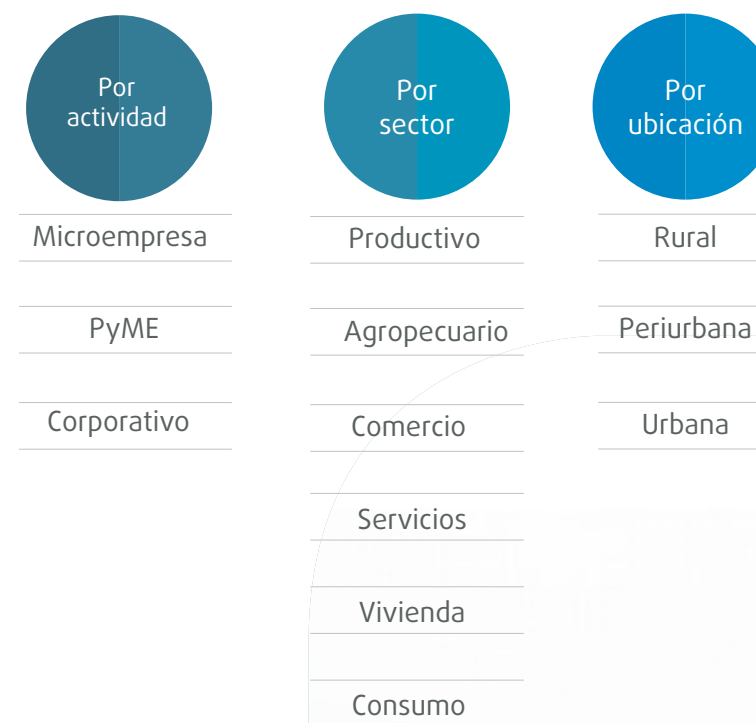 Por
actividad
Microempresa
PyME
Corporativo
Por
sector
Productivo
Agropecuario
Comercio
Servicios
Vivienda
Consumo
Por
ubicación
Rural
Periurbana
Urbana